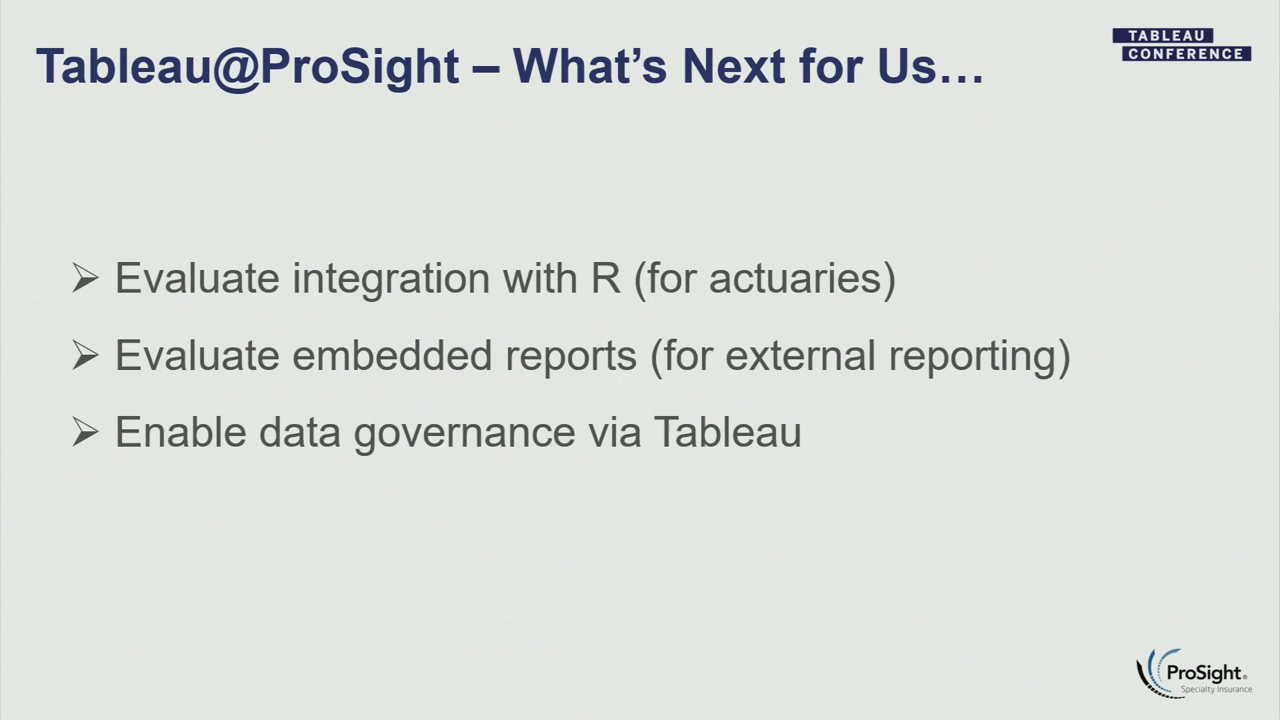 Tableau@ProSight – What’s Next for Us…
TABLEAU
CONFERENCE
➢ Evaluate integration with R (for actuaries)
➢ Evaluate embedded reports (for external reporting)
➢ Enable data governance via Tableau
ProSight®
Specialty Insurance